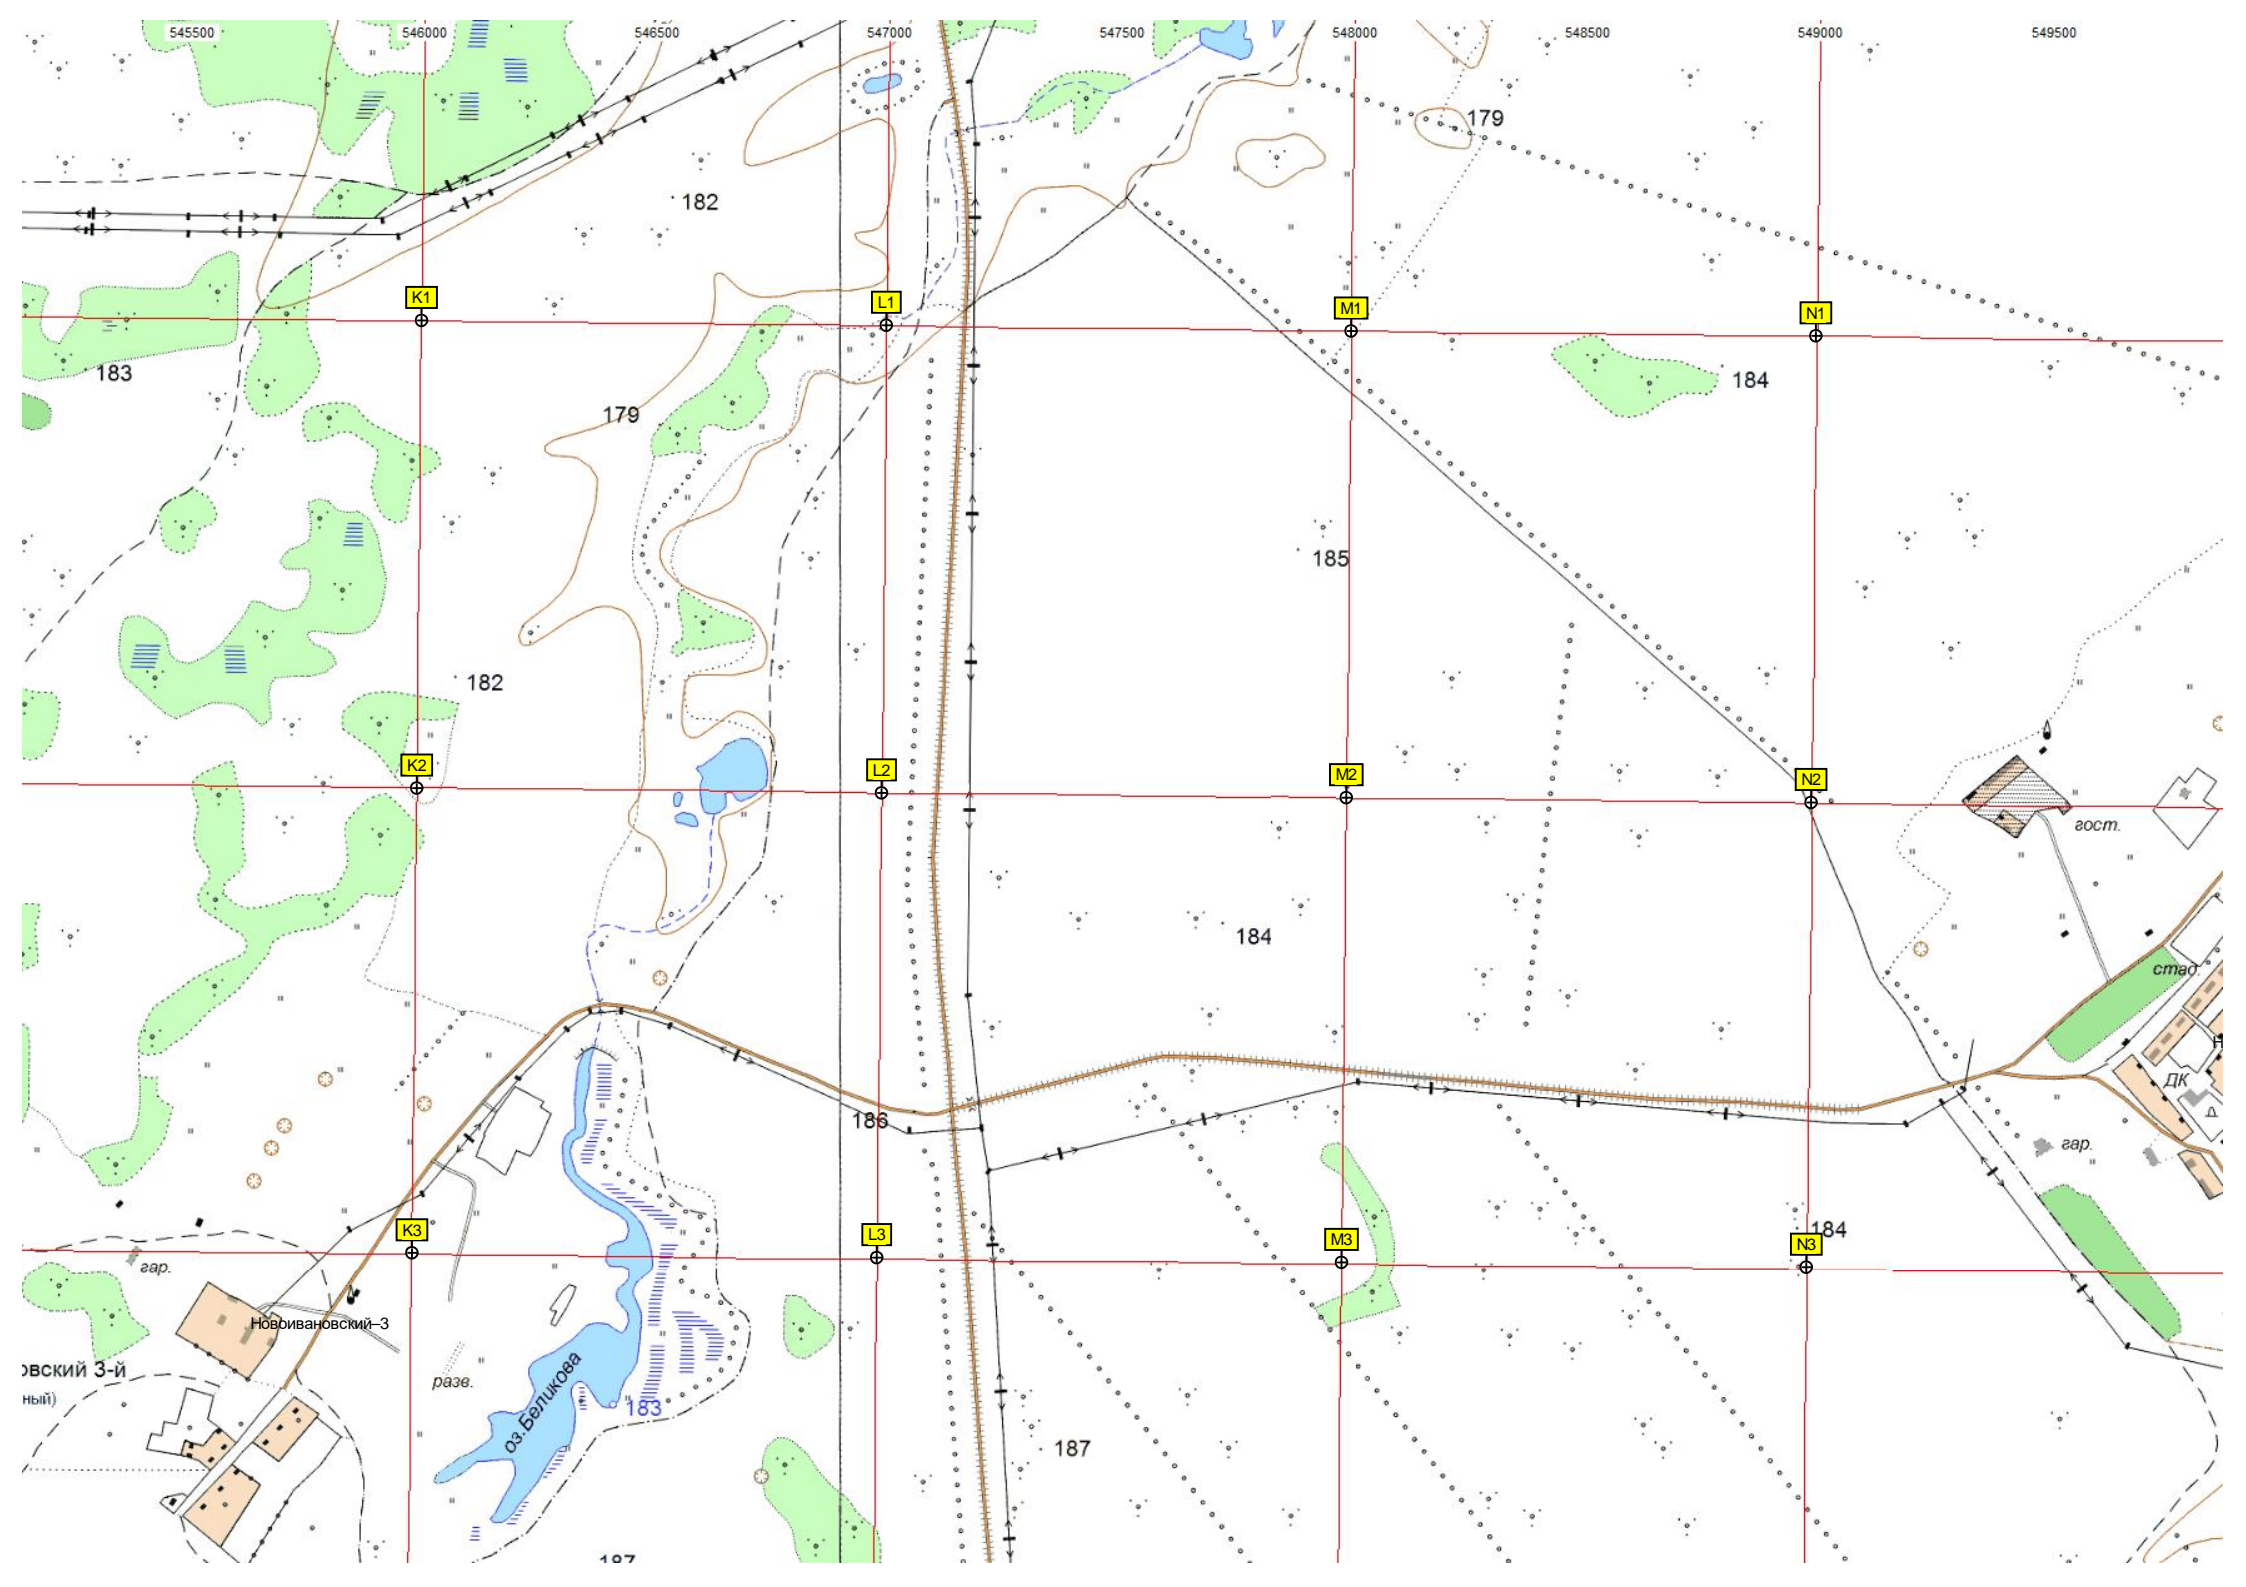 545500 546000 546500 547000 547500 548000 548500 549000 549500
179
182
K1 L1 M1 N1
183
184
179
185
182
K2 L2 M2 N2
гост.
184
стад.
ДК
186
гар.
184
K3 L3 M3 N3
гар.
Новоивановский–3
овский 3-й
разв.
ный)
оз.Беликова
183
187
187